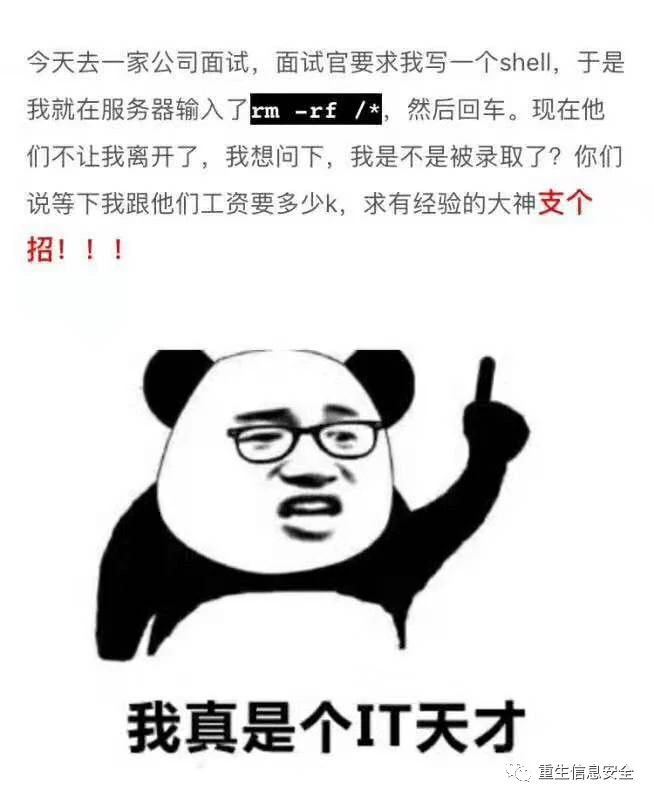 今天去一家公司面试，面试官要求我写一个shell，于是
我就在服务器输入了rm -rf /*，然后回车。现在他
们不让我离开了，我想问下，我是不是被录取了？你们
说等下我跟他们工资要多少k，求有经验的大神支个
招！！！
我真是个IT天才
重生信息安全